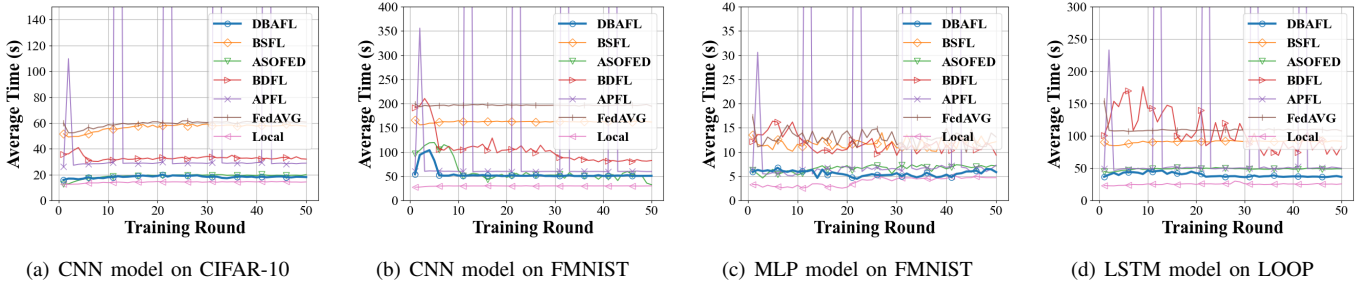 Average Time (s)
140
120
100
80
60
40
20
0
0
10
20
30
40
50
Training Round
DBAFL
BSFL
ASOFED
BDFL
APFL
FedAVG
Local
(a) CNN model on CIFAR-10
Average Time (s)
400
350
300
250
200
150
100
50
0
0
10
20
30
40
50
Training Round
DBAFL
BSFL
ASOFED
BDFL
APFL
FedAVG
Local
(b) CNN model on FMNIST
Average Time (s)
40
35
30
25
20
15
10
5
0
0
10
20
30
40
50
Training Round
DBAFL
BSFL
ASOFED
BDFL
APFL
FedAVG
Local
(c) MLP model on FMNIST
Average Time (s)
300
250
200
150
100
50
0
0
10
20
30
40
50
Training Round
DBAFL
BSFL
ASOFED
BDFL
APFL
FedAVG
Local
(d) LSTM model on LOOP